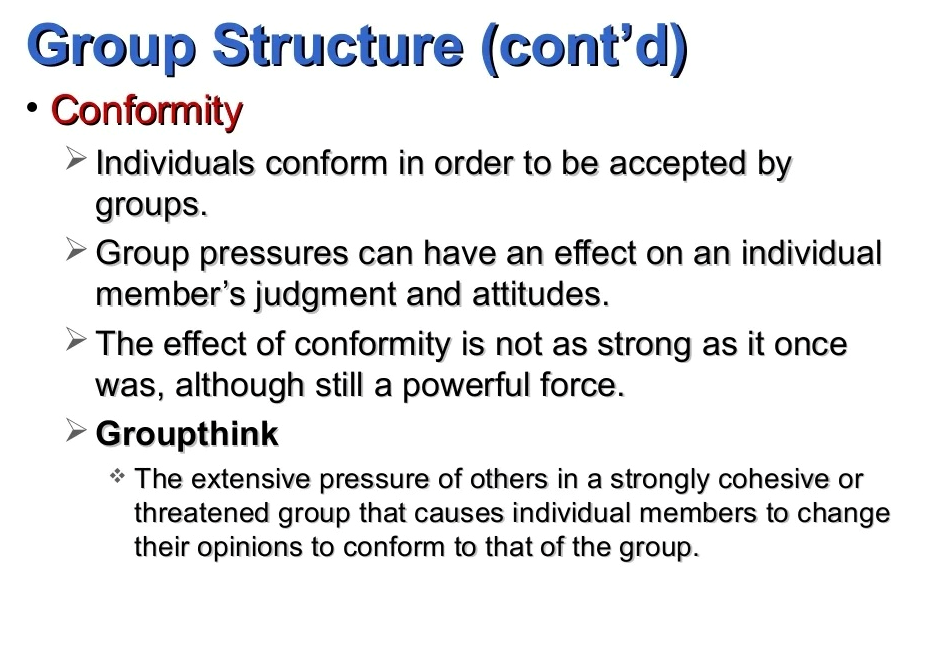 Group Structure (cont’d)
• Conformity
➢ Individuals conform in order to be accepted by
groups.
➢ Group pressures can have an effect on an individual
member’s judgment and attitudes.
➢ The effect of conformity is not as strong as it once
was, although still a powerful force.
➢ Groupthink
❖ The extensive pressure of others in a strongly cohesive or
threatened group that causes individual members to change
their opinions to conform to that of the group.